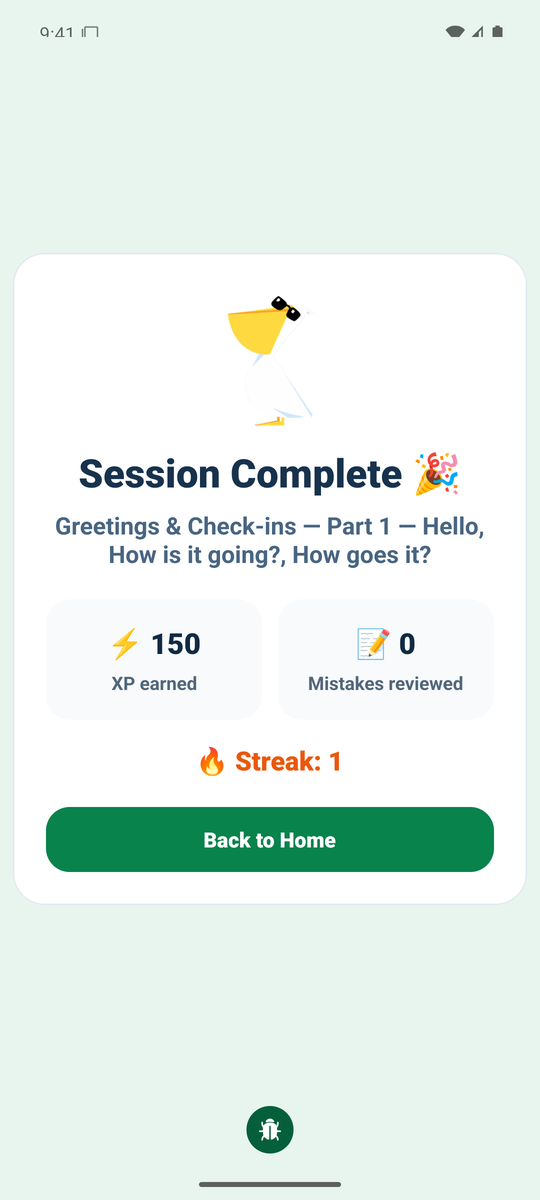 9:41
Session Complete 🎉
Greetings & Check-ins — Part 1 — Hello,
How is it going?, How goes it?
⚡ 150
XP earned
📝 0
Mistakes reviewed
🔥 Streak: 1
Back to Home